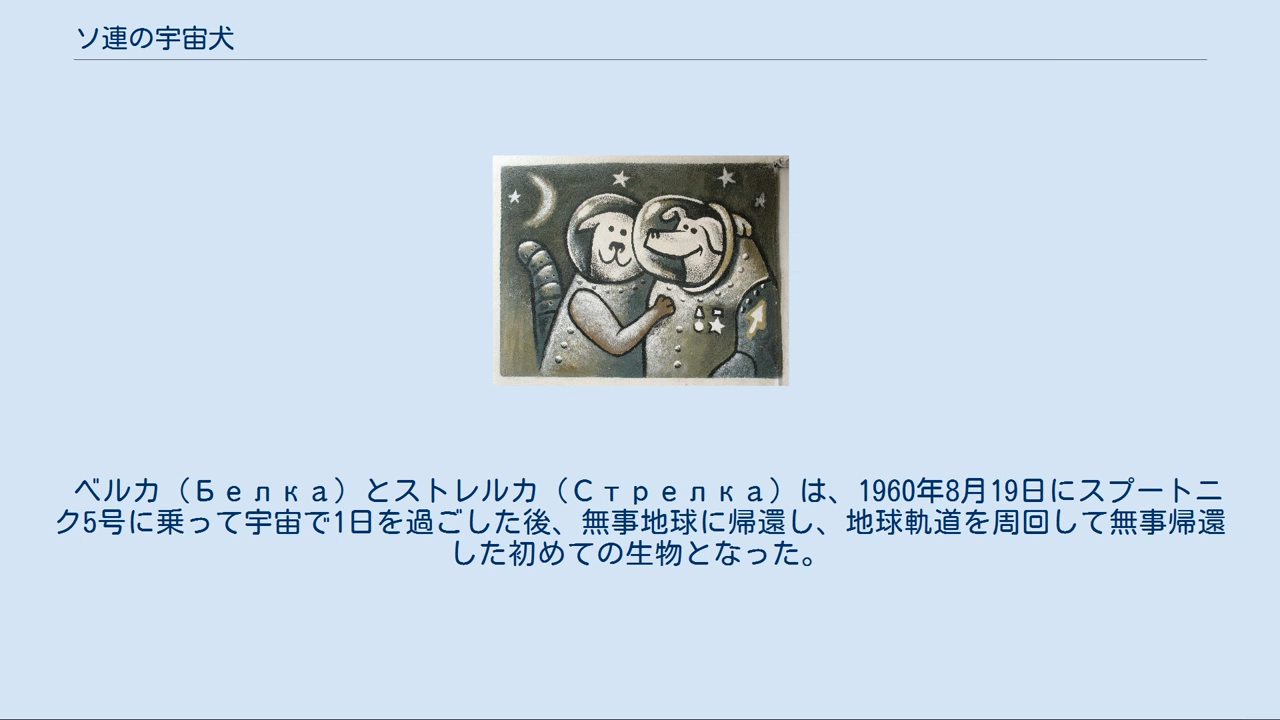 ソ連の宇宙犬
ベルカ（Белка）とストレルカ（Стрелка）は、1960年8月19日にスプートニ
ク5号に乗って宇宙で1日を過ごした後、無事地球に帰還し、地球軌道を周回して無事帰還
した初めての生物となった。